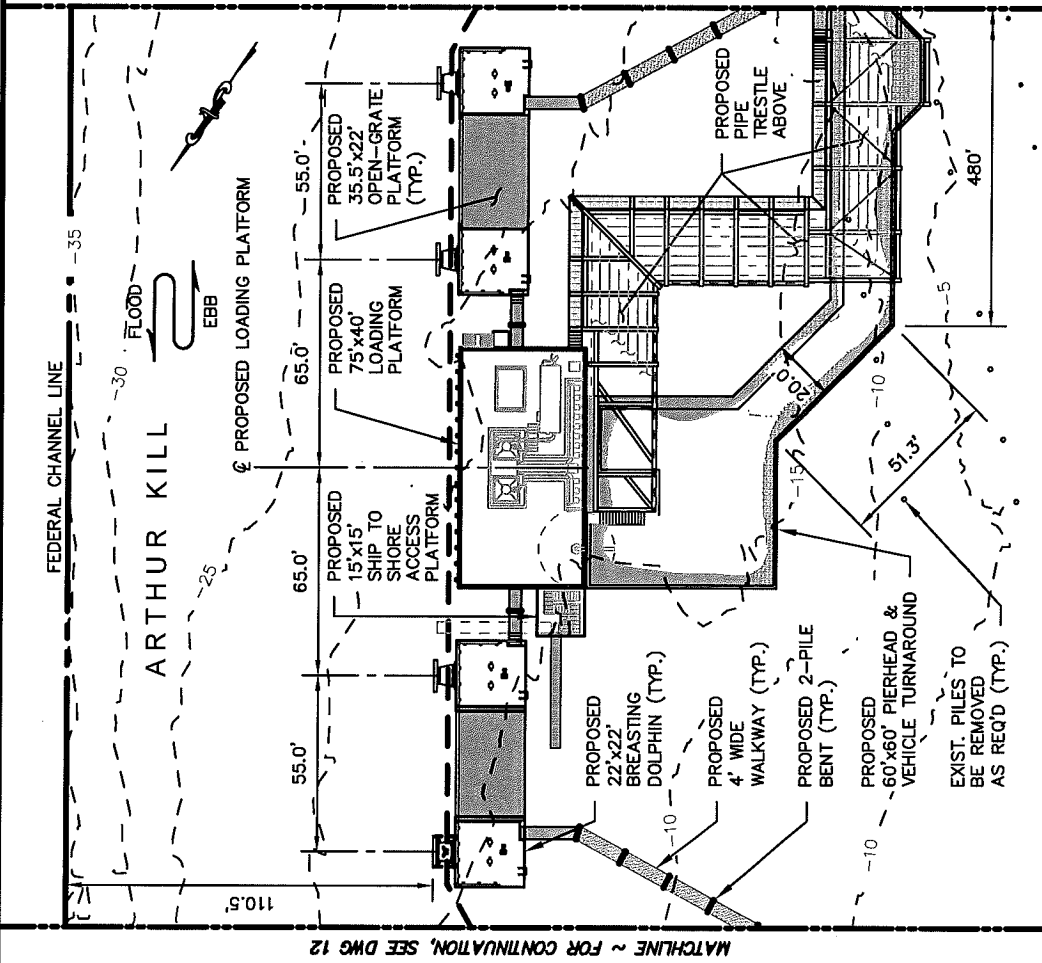 FEDERAL CHANNEL LINE
-35
-30
-25
ARTHUR KILL
FLOOD
EBB
℄ PROPOSED LOADING PLATFORM
55.0'
65.0'
65.0'
55.0'
110.5'
PROPOSED
15'x15'
SHIP TO
SHORE
ACCESS
PLATFORM
PROPOSED
75'x40'
LOADING
PLATFORM
PROPOSED
35.5'x22'
OPEN-GRATE
PLATFORM
(TYP.)
PROPOSED
PIPE
TRESTLE
ABOVE
PROPOSED
22'x22'
BREASTING
DOLPHIN (TYP.)
PROPOSED
4' WIDE
WALKWAY (TYP.)
PROPOSED 2-PILE
BENT (TYP.)
PROPOSED
60'x60' PIERHEAD &
VEHICLE TURNAROUND
EXIST. PILES TO
BE REMOVED
AS REQ'D (TYP.)
20.0'
51.3'
480'
-5
-10
-15
-10
-10
MATCHLINE ~ FOR CONTINUATION, SEE DWG 12